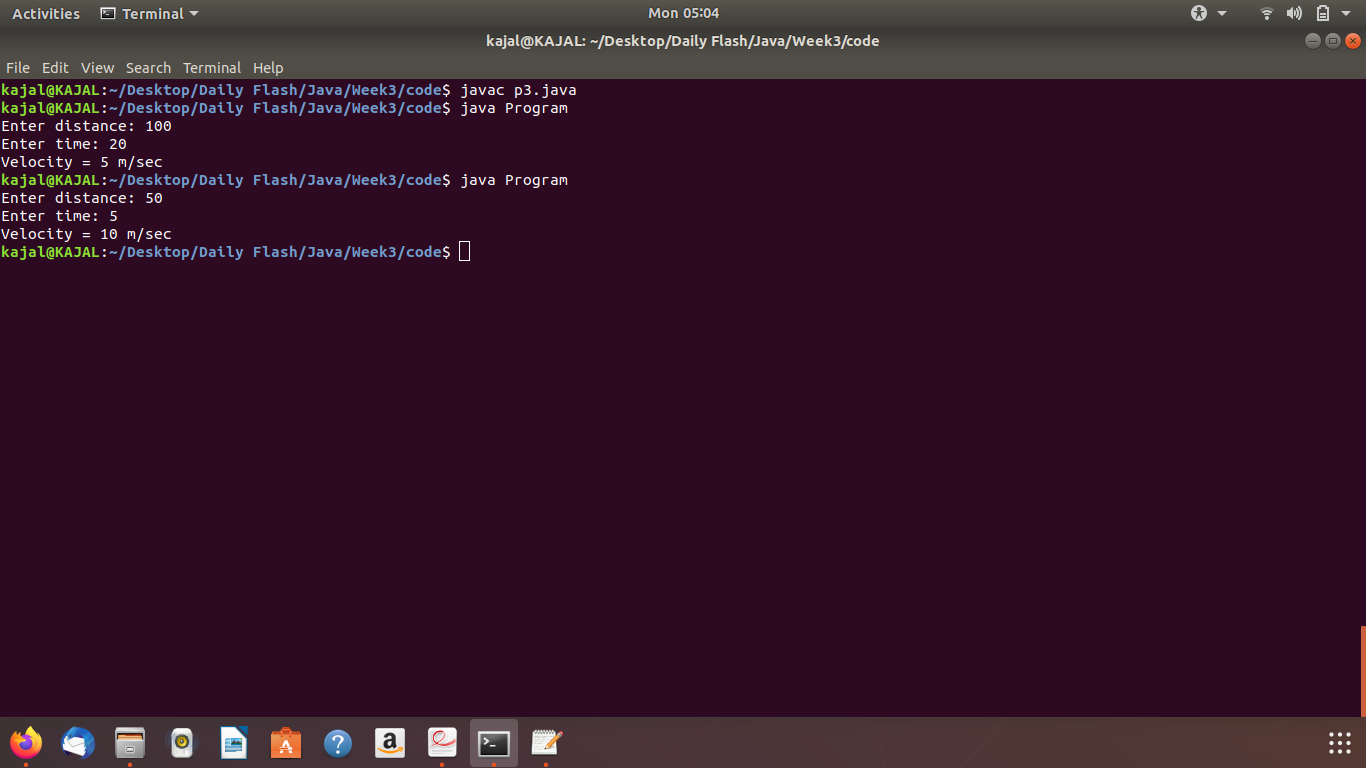 Activities Terminal Mon 05:04
kajal@KAJAL: ~/Desktop/Daily Flash/Java/Week3/code
File Edit View Search Terminal Help
kajal@KAJAL:~/Desktop/Daily Flash/Java/Week3/code$ javac p3.java
kajal@KAJAL:~/Desktop/Daily Flash/Java/Week3/code$ java Program
Enter distance: 100
Enter time: 20
Velocity = 5 m/sec
kajal@KAJAL:~/Desktop/Daily Flash/Java/Week3/code$ java Program
Enter distance: 50
Enter time: 5
Velocity = 10 m/sec
kajal@KAJAL:~/Desktop/Daily Flash/Java/Week3/code$